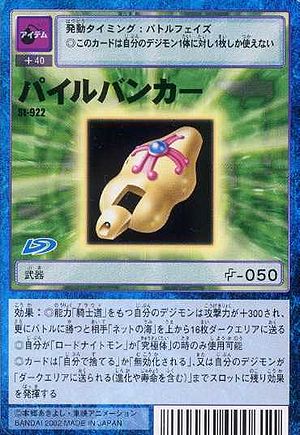 アイテム
発動タイミング：バトルフェイズ
◎このカードは自分のデジモン1体に対し1枚しか使えない
+40
パイルバンカー
St-922
武器
-050
効果：◎能力「騎士道」をもつ自分のデジモンは攻撃力が＋300され、
更にバトルに勝つと相手「ネットの海」を上から16枚ダークエリアに送る
◎自分が「ロードナイトモン」か「究極体」の時のみ使用可能
◎カードは「自分で捨てる」か「無効化される」、又は自分のデジモンが
「ダークエリアに送られる(進化や寿命を含む)」までスロットに残り効果
を発揮する
©本郷あきよし・東映アニメーション
BANDAI 2002 MADE IN JAPAN